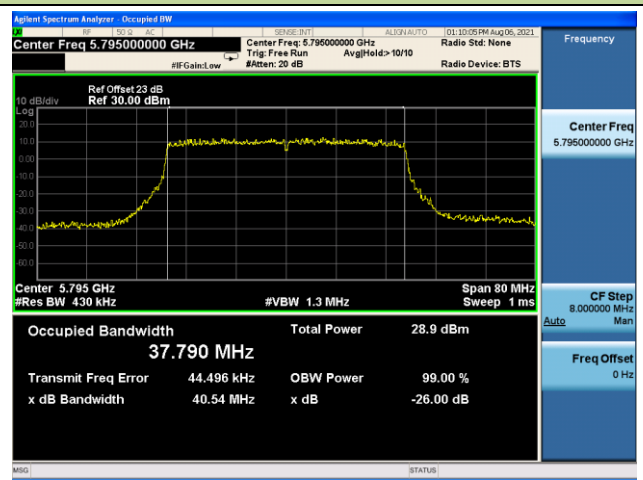 Agilent Spectrum Analyzer - Occupied BW
RF 50 Ω AC SENSE:INT ALIGN AUTO 01:10:05 PM Aug 06, 2021
Center Freq 5.795000000 GHz
Center Freq: 5.795000000 GHz Radio Std: None
Trig: Free Run Avg|Hold:> 10/10
#IFGain:Low #Atten: 20 dB Radio Device: BTS
Ref Offset 23 dB
10 dB/div Ref 30.00 dBm
Log
20.0
10.0
0.00
-10.0
-20.0
-30.0
-40.0
-50.0
-60.0
Center 5.795 GHz Span 80 MHz
#Res BW 430 kHz #VBW 1.3 MHz Sweep 1 ms
Occupied Bandwidth Total Power 28.9 dBm
37.790 MHz
Transmit Freq Error 44.496 kHz OBW Power 99.00 %
x dB Bandwidth 40.54 MHz x dB -26.00 dB
MSG STATUS
Frequency
Center Freq
5.795000000 GHz
CF Step
8.000000 MHz
Auto Man
Freq Offset
0 Hz